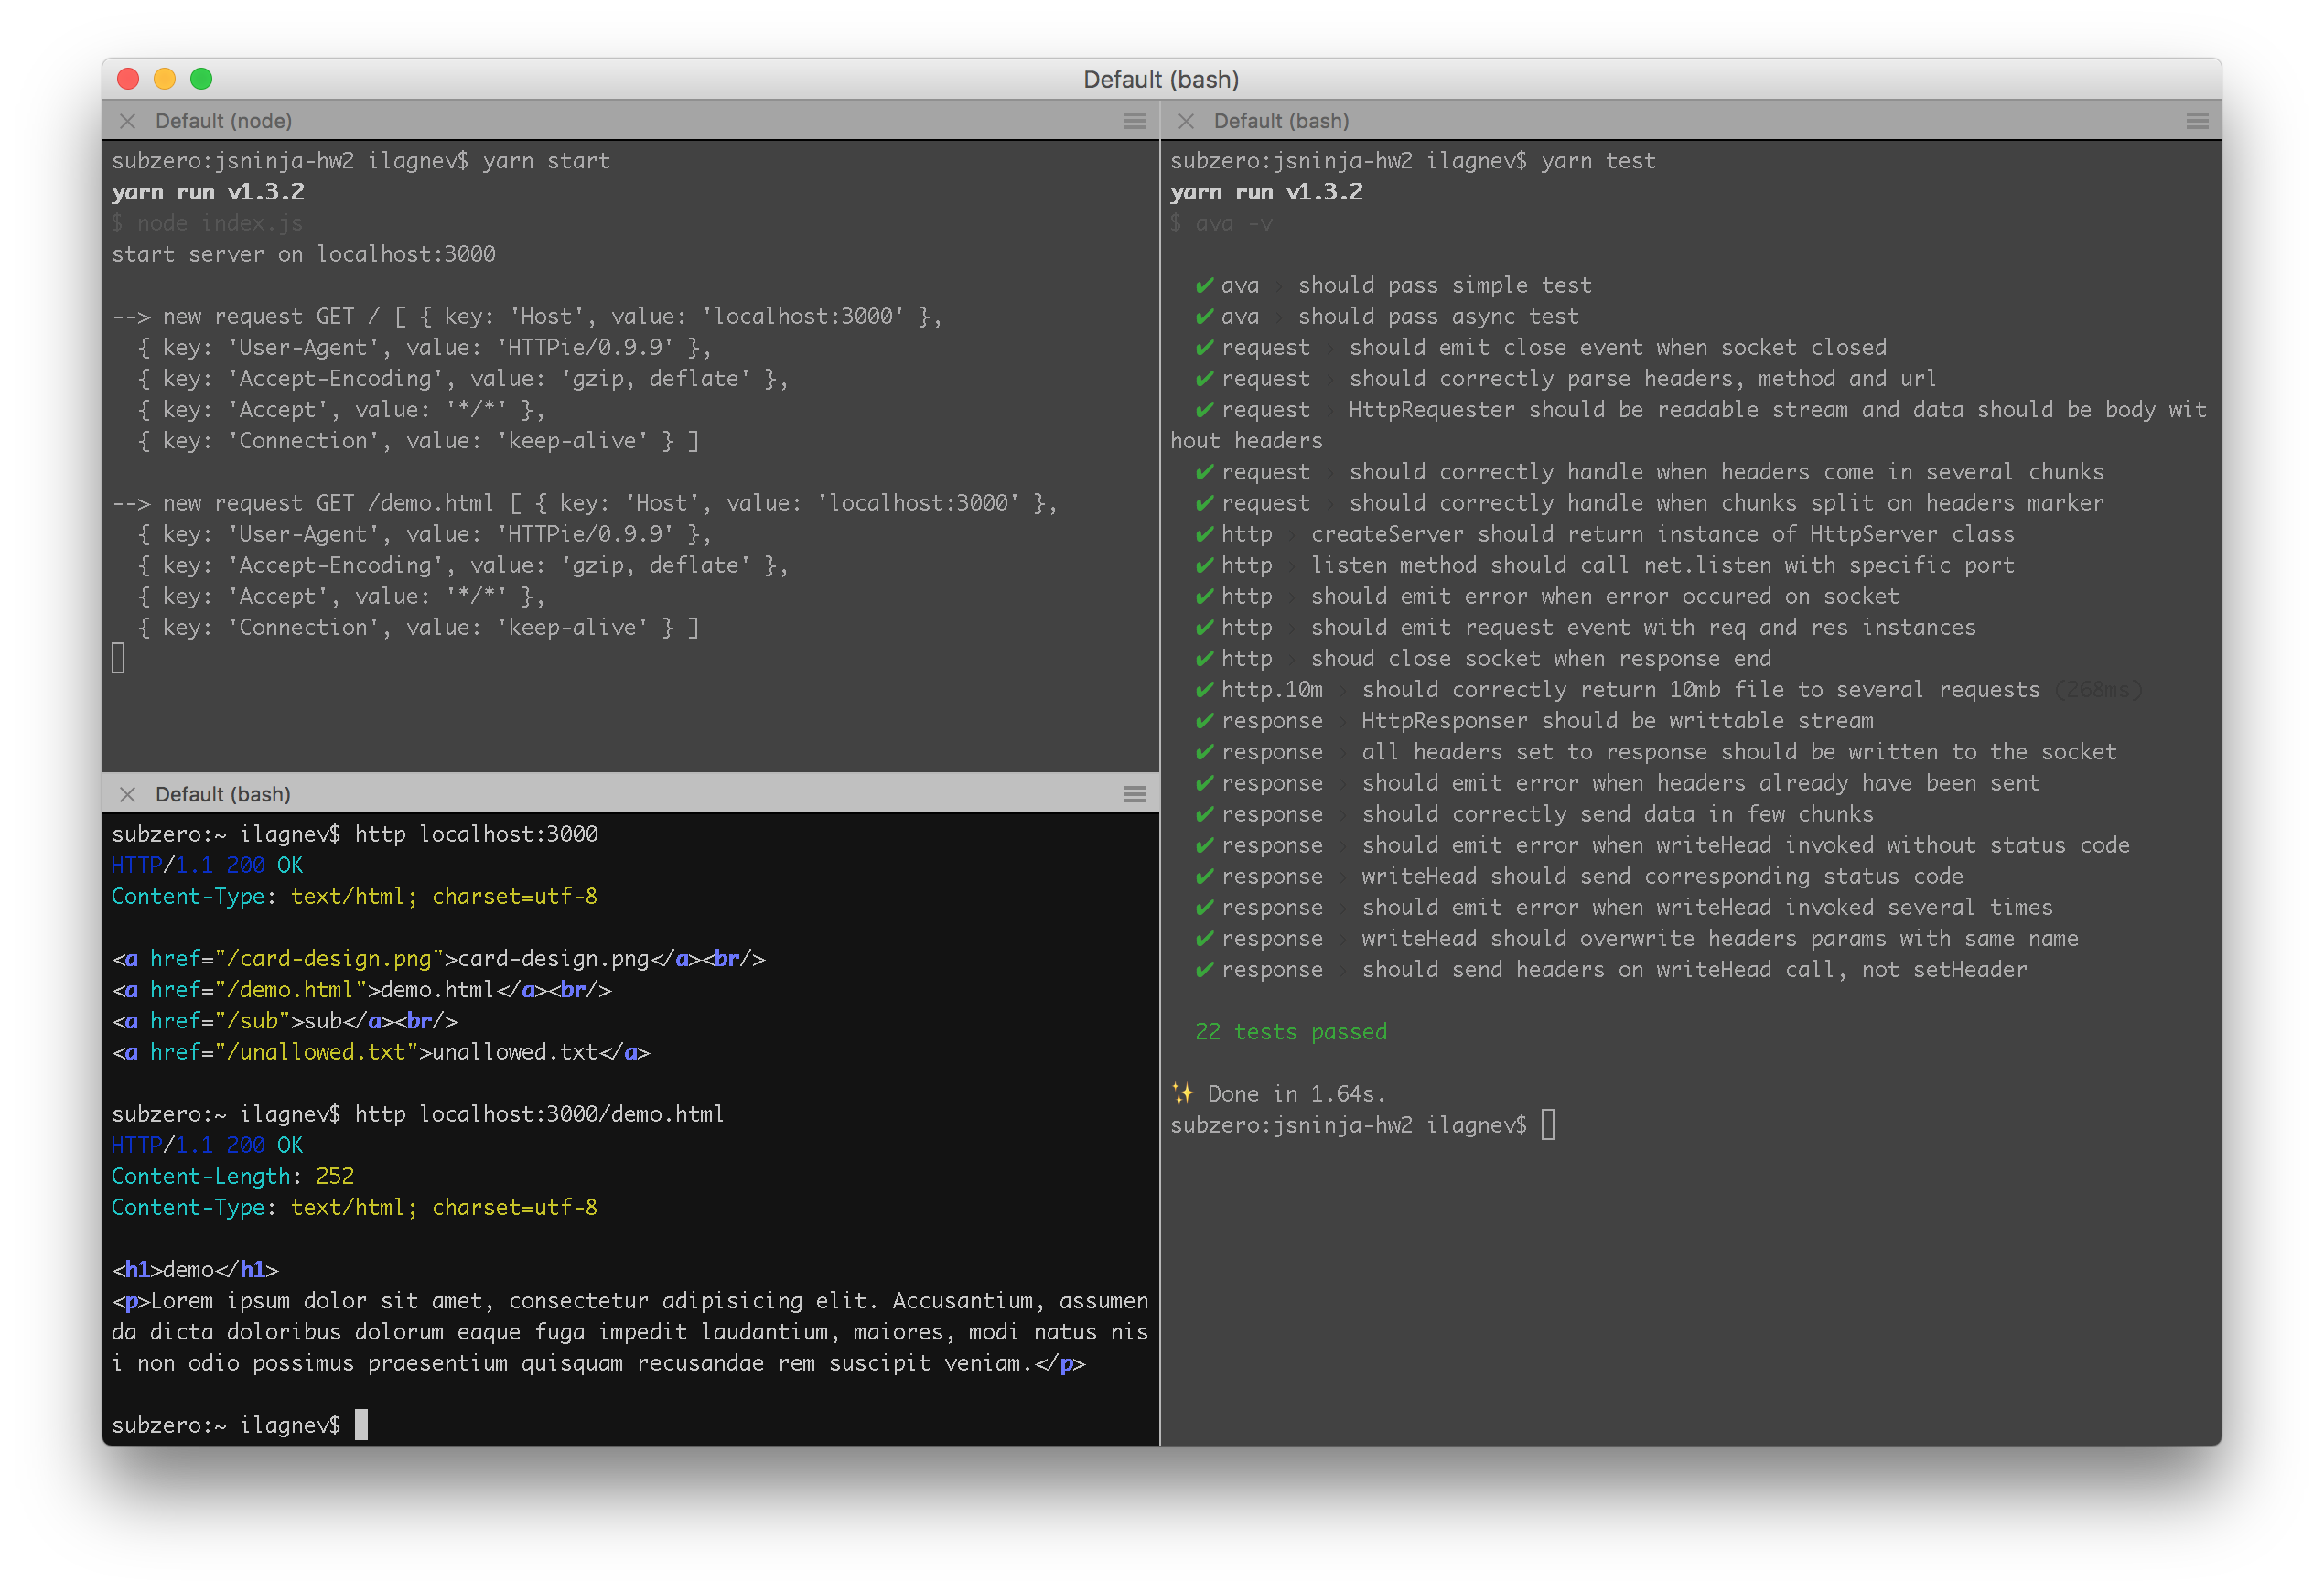 Default (bash)
Default (node)
subzero:jsninja-hw2 ilagnev$ yarn start
yarn run v1.3.2
$ node index.js
start server on localhost:3000
--> new request GET / [ { key: 'Host', value: 'localhost:3000' },
{ key: 'User-Agent', value: 'HTTPie/0.9.9' },
{ key: 'Accept-Encoding', value: 'gzip, deflate' },
{ key: 'Accept', value: '*/*' },
{ key: 'Connection', value: 'keep-alive' } ]
--> new request GET /demo.html [ { key: 'Host', value: 'localhost:3000' },
{ key: 'User-Agent', value: 'HTTPie/0.9.9' },
{ key: 'Accept-Encoding', value: 'gzip, deflate' },
{ key: 'Accept', value: '*/*' },
{ key: 'Connection', value: 'keep-alive' } ]
Default (bash)
subzero:~ ilagnev$ http localhost:3000
HTTP/1.1 200 OK
Content-Type: text/html; charset=utf-8
<a href="/card-design.png">card-design.png</a><br/>
<a href="/demo.html">demo.html</a><br/>
<a href="/sub">sub</a><br/>
<a href="/unallowed.txt">unallowed.txt</a>
subzero:~ ilagnev$ http localhost:3000/demo.html
HTTP/1.1 200 OK
Content-Length: 252
Content-Type: text/html; charset=utf-8
<h1>demo</h1>
<p>Lorem ipsum dolor sit amet, consectetur adipisicing elit. Accusantium, assumen
da dicta doloribus dolorum eaque fuga impedit laudantium, maiores, modi natus nis
i non odio possimus praesentium quisquam recusandae rem suscipit veniam.</p>
subzero:~ ilagnev$
Default (bash)
subzero:jsninja-hw2 ilagnev$ yarn test
yarn run v1.3.2
$ ava -v
✔ ava › should pass simple test
✔ ava › should pass async test
✔ request › should emit close event when socket closed
✔ request › should correctly parse headers, method and url
✔ request › HttpRequester should be readable stream and data should be body wit
hout headers
✔ request › should correctly handle when headers come in several chunks
✔ request › should correctly handle when chunks split on headers marker
✔ http › createServer should return instance of HttpServer class
✔ http › listen method should call net.listen with specific port
✔ http › should emit error when error occured on socket
✔ http › should emit request event with req and res instances
✔ http › shoud close socket when response end
✔ http.10m › should correctly return 10mb file to several requests (268ms)
✔ response › HttpResponser should be writtable stream
✔ response › all headers set to response should be written to the socket
✔ response › should emit error when headers already have been sent
✔ response › should correctly send data in few chunks
✔ response › should emit error when writeHead invoked without status code
✔ response › writeHead should send corresponding status code
✔ response › should emit error when writeHead invoked several times
✔ response › writeHead should overwrite headers params with same name
✔ response › should send headers on writeHead call, not setHeader
22 tests passed
✨ Done in 1.64s.
subzero:jsninja-hw2 ilagnev$